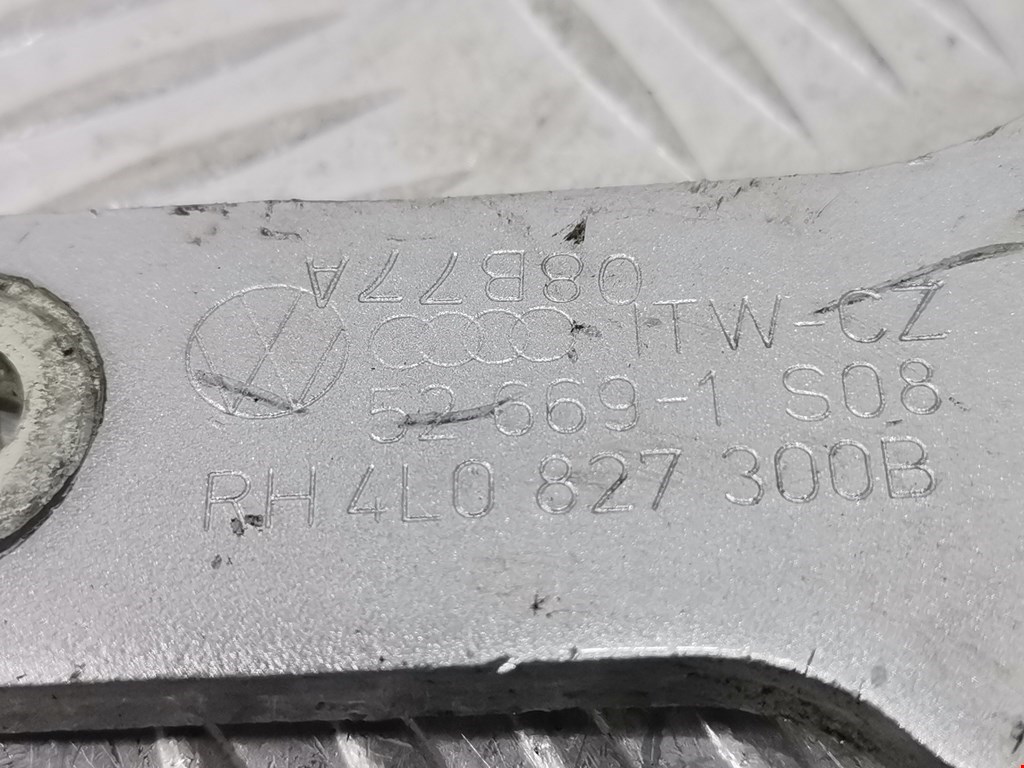 08B77A
ITW-CZ
52 669-1 S08
RH 4L0 827 300B